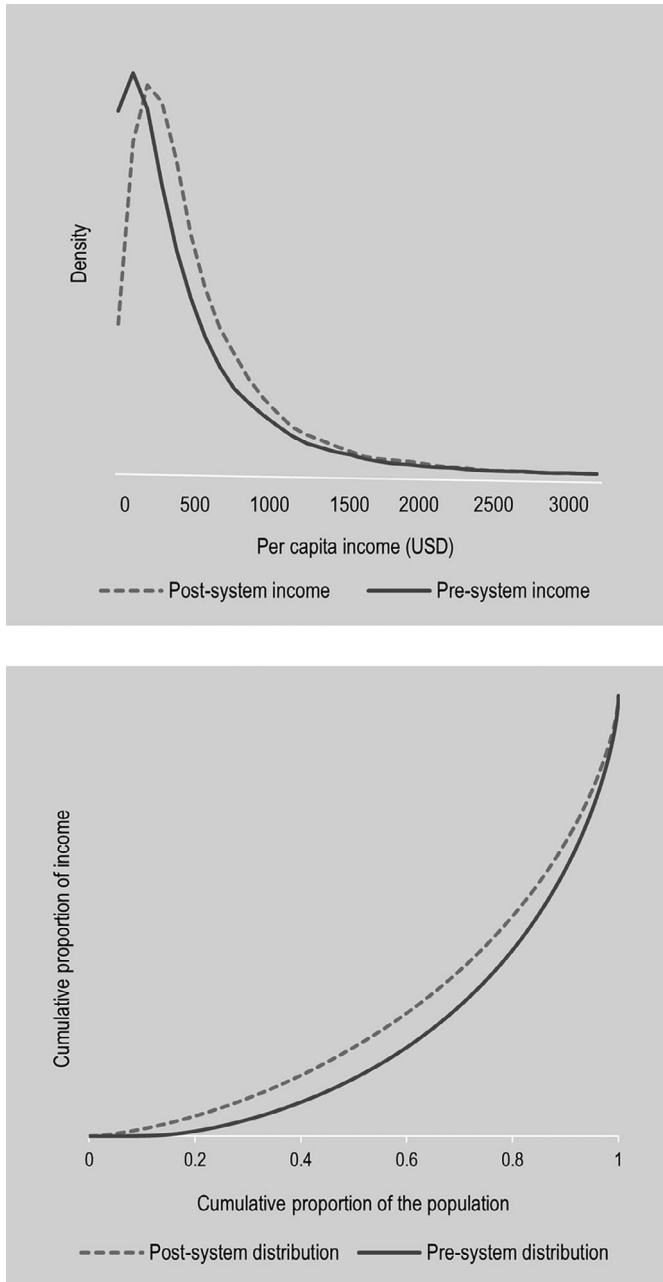 Density
0 500 1000 1500 2000 2500 3000
Per capita income (USD)
Post-system income Pre-system income
Cumulative proportion of income
0 0.2 0.4 0.6 0.8 1
Cumulative proportion of the population
Post-system distribution Pre-system distribution